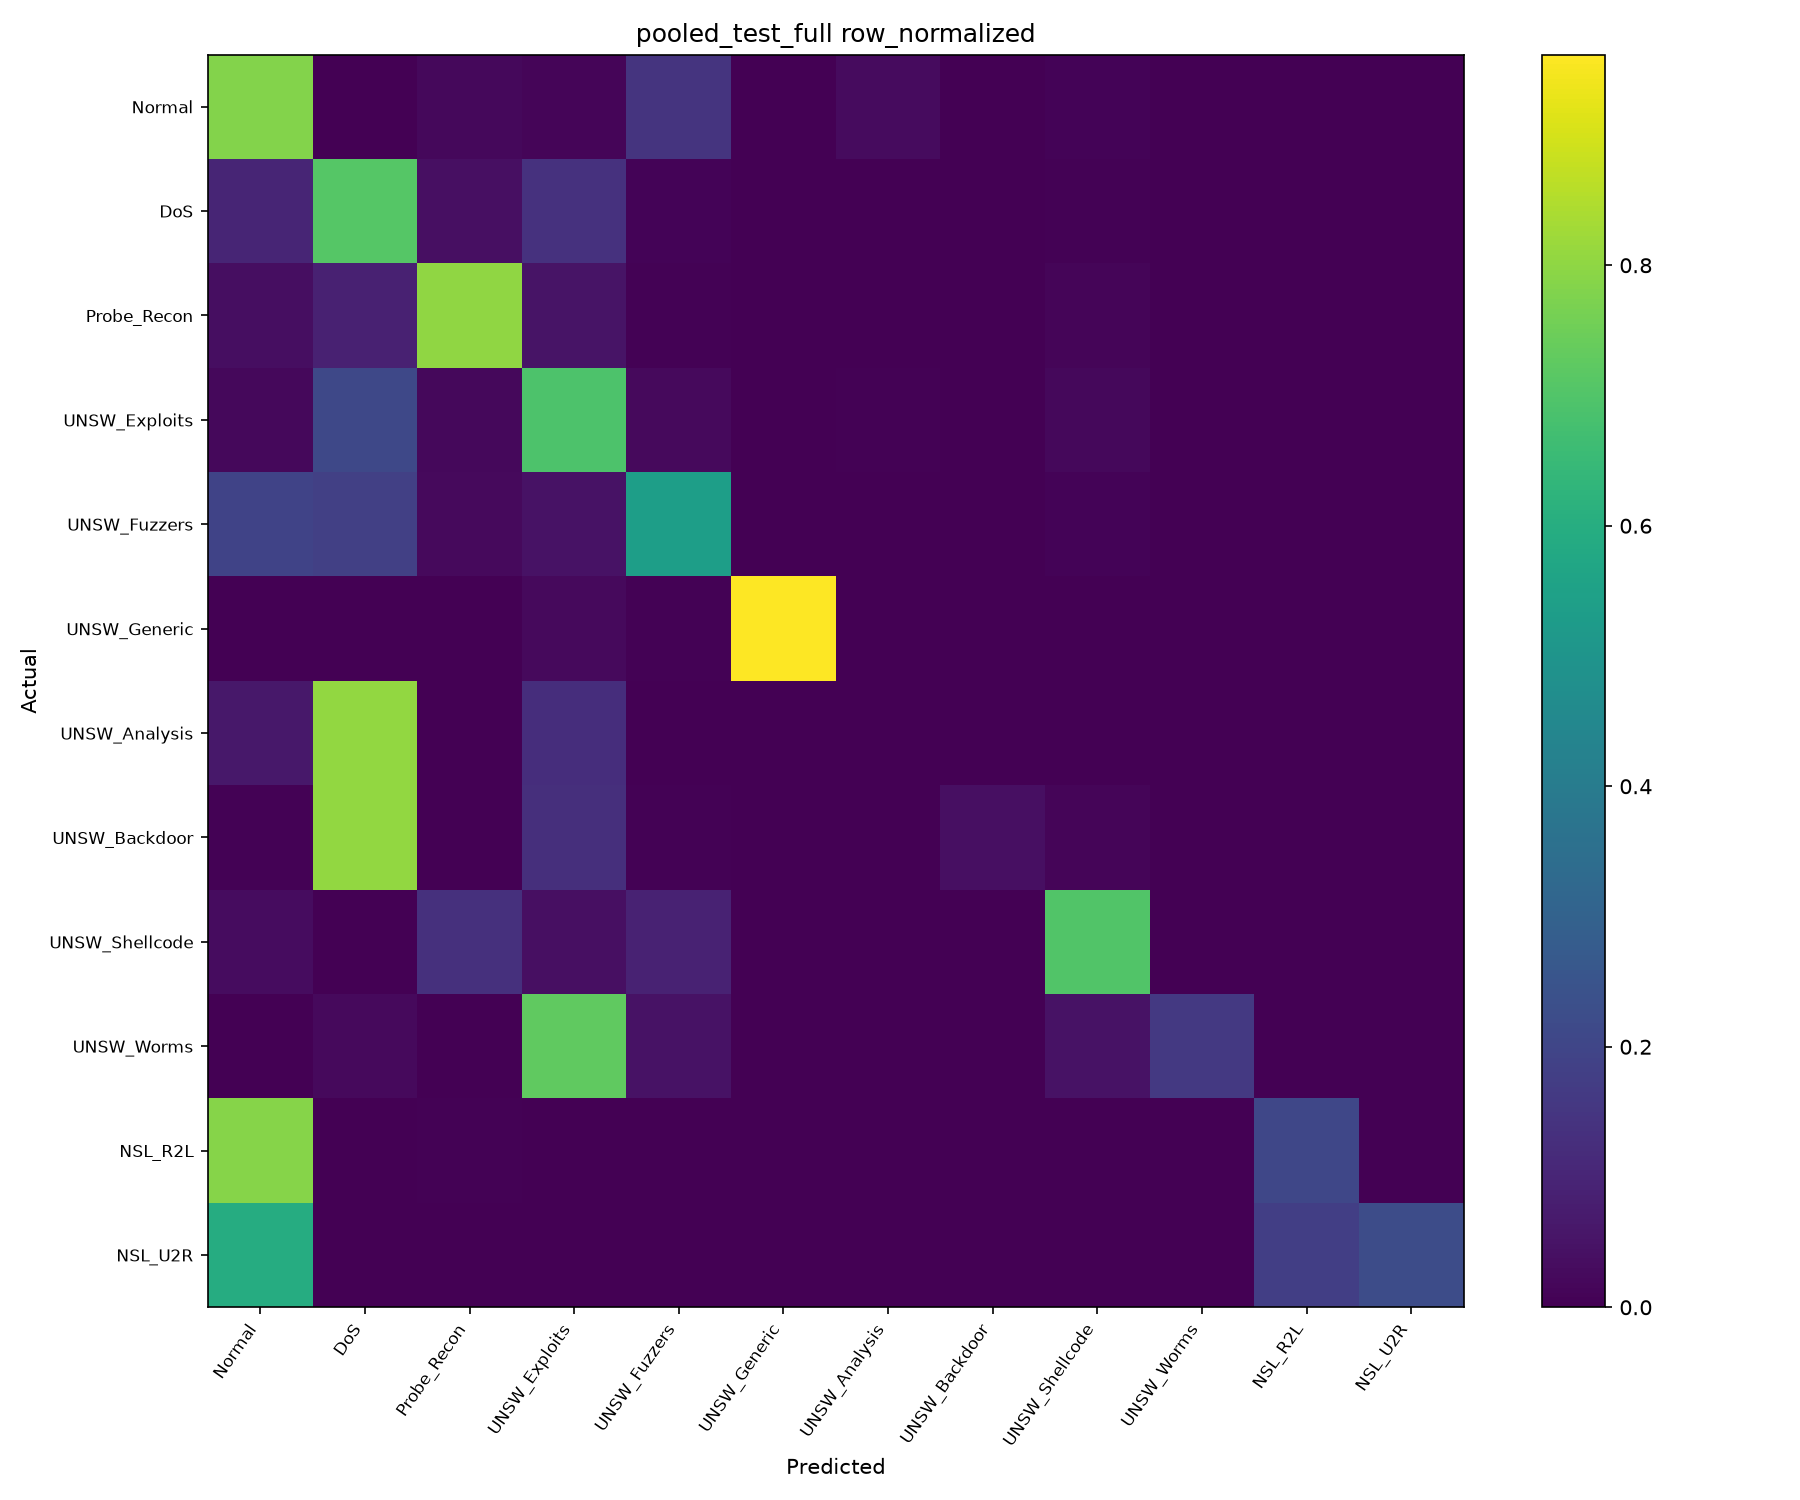 pooled_test_full row_normalized
Actual
Normal
DoS
Probe_Recon
UNSW_Exploits
UNSW_Fuzzers
UNSW_Generic
UNSW_Analysis
UNSW_Backdoor
UNSW_Shellcode
UNSW_Worms
NSL_R2L
NSL_U2R
Normal
DoS
Probe_Recon
UNSW_Exploits
UNSW_Fuzzers
UNSW_Generic
UNSW_Analysis
UNSW_Backdoor
UNSW_Shellcode
UNSW_Worms
NSL_R2L
NSL_U2R
Predicted
0.8
0.6
0.4
0.2
0.0